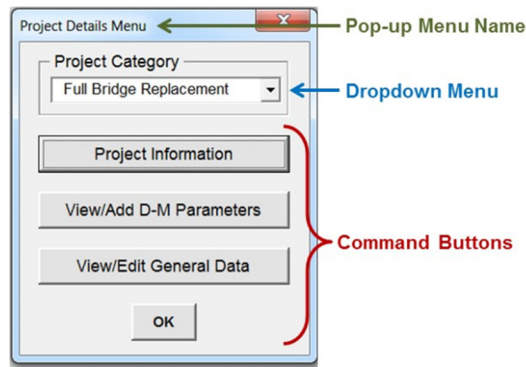 Project Details Menu
Pop-up Menu Name
Project Category
Full Bridge Replacement
Dropdown Menu
Project Information
View/Add D-M Parameters
Command Buttons
View/Edit General Data
OK